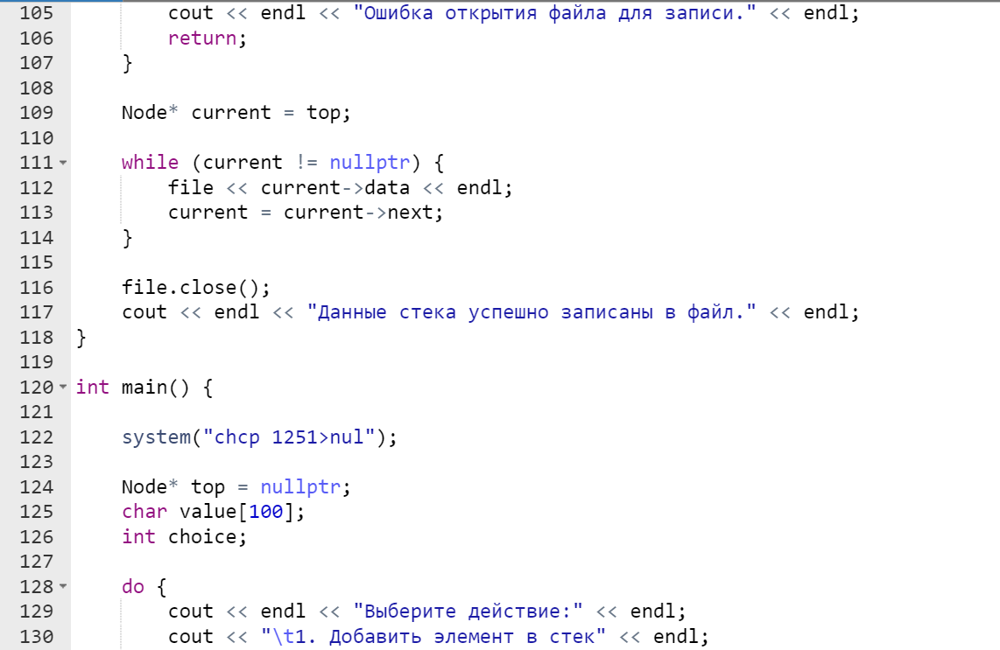 105 cout << endl << "Ошибка открытия файла для записи." << endl;
106 return;
107 }
108
109 Node* current = top;
110
111 while (current != nullptr) {
112 file << current->data << endl;
113 current = current->next;
114 }
115
116 file.close();
117 cout << endl << "Данные стека успешно записаны в файл." << endl;
118 }
119
120 int main() {
121
122 system("chcp 1251>nul");
123
124 Node* top = nullptr;
125 char value[100];
126 int choice;
127
128 do {
129 cout << endl << "Выберите действие:" << endl;
130 cout << "\t1. Добавить элемент в стек" << endl;